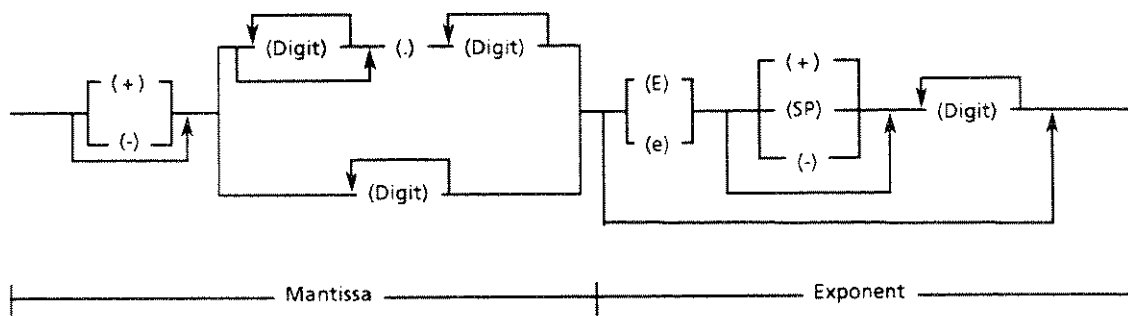 (Digit) (.) (Digit)
(+) (E) (+)
(SP) (Digit)
(-) (e) (-)
(Digit)
Mantissa Exponent